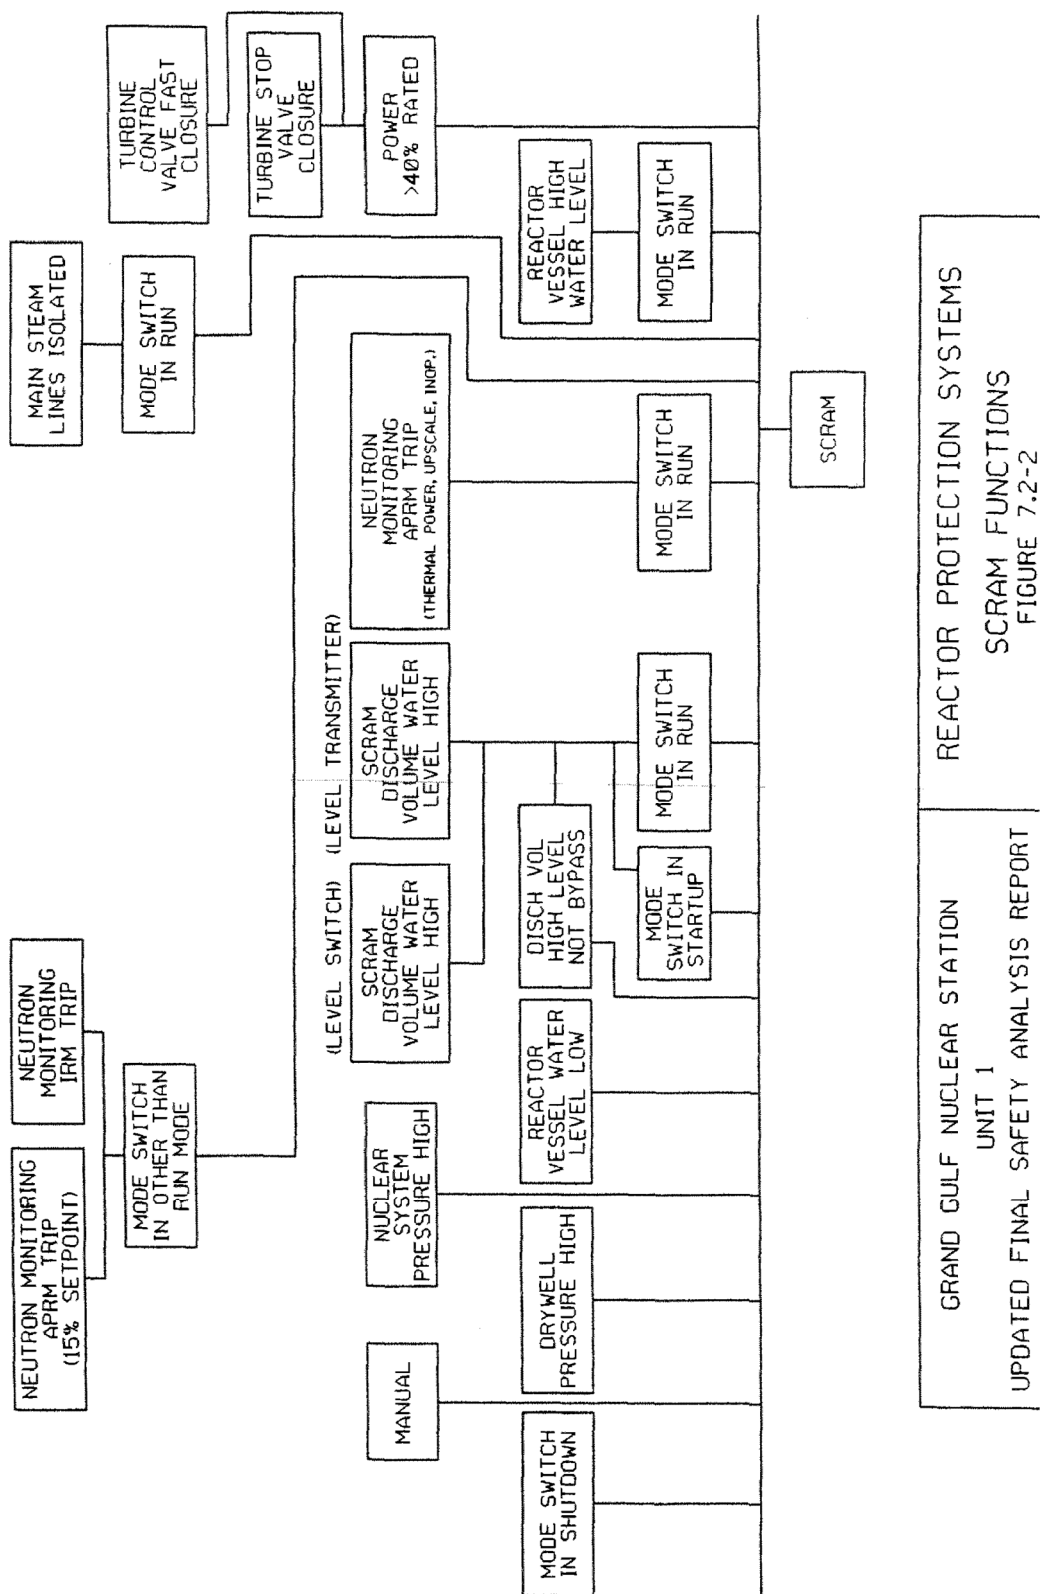 NEUTRON MONITORING
APRM TRIP
(15% SETPOINT)
NEUTRON
MONITORING
IRM TRIP
MAIN STEAM
LINES ISOLATED
MODE SWITCH
IN OTHER THAN
RUN MODE
MODE SWITCH
IN RUN
TURBINE
CONTROL
VALVE FAST
CLOSURE
TURBINE STOP
VALVE
CLOSURE
(LEVEL SWITCH)
(LEVEL TRANSMITTER)
MANUAL
NUCLEAR
SYSTEM
PRESSURE HIGH
SCRAM
DISCHARGE
VOLUME WATER
LEVEL HIGH
SCRAM
DISCHARGE
VOLUME WATER
LEVEL HIGH
NEUTRON
MONITORING
APRM TRIP
(THERMAL POWER, UPSCALE, INOP.)
POWER
>40% RATED
MODE SWITCH
IN SHUTDOWN
DRYWELL
PRESSURE HIGH
REACTOR
VESSEL WATER
LEVEL LOW
DISCH VOL
HIGH LEVEL
NOT BYPASS
REACTOR
VESSEL HIGH
WATER LEVEL
MODE
SWITCH IN
STARTUP
MODE SWITCH
IN RUN
MODE SWITCH
IN RUN
MODE SWITCH
IN RUN
SCRAM
GRAND GULF NUCLEAR STATION
UNIT 1
UPDATED FINAL SAFETY ANALYSIS REPORT
REACTOR PROTECTION SYSTEMS
SCRAM FUNCTIONS
FIGURE 7.2-2